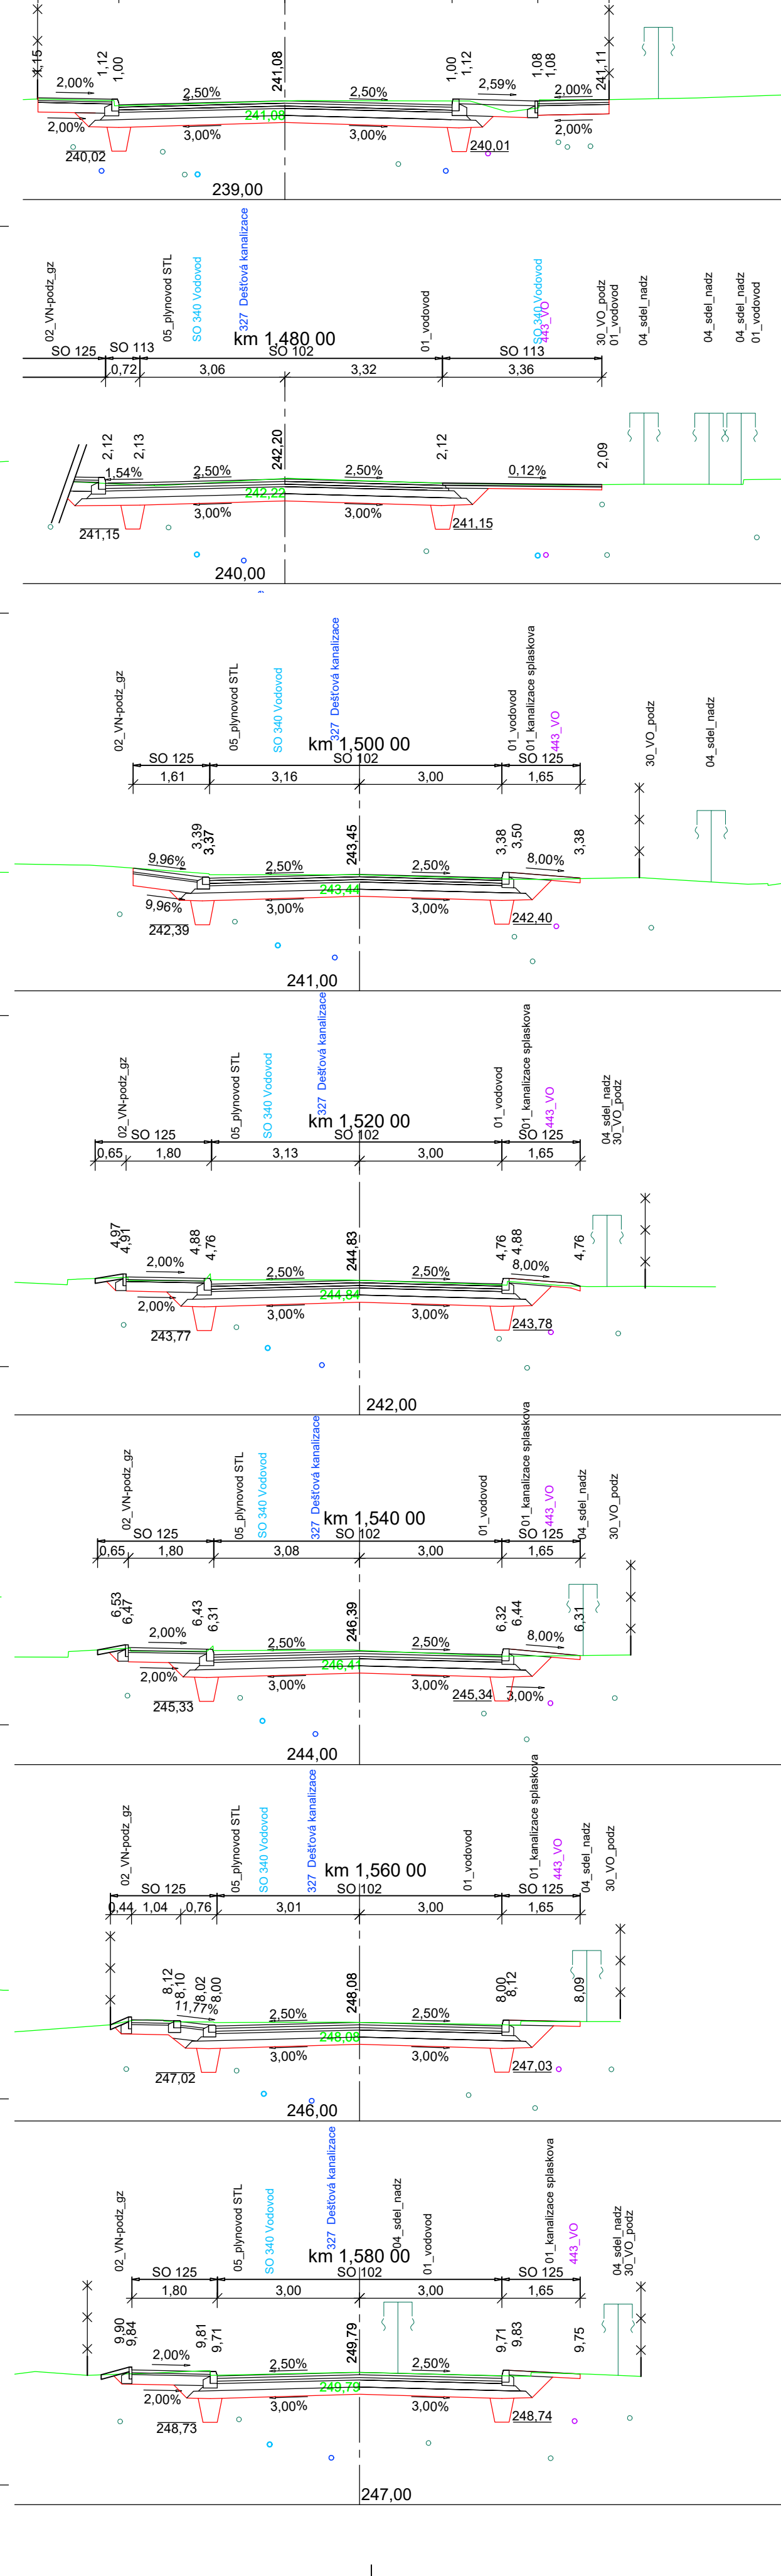 1,15
1,12
1,00
241,08
1,00
1,12
1,08
1,08
241,11
2,00%
2,50%
2,50%
2,59%
2,00%
241,08
2,00%
3,00%
3,00%
2,00%
240,02
240,01
239,00
02_VN-podz_gz
05_plynovod STL
SO 340 Vodovod
327 Dešťová kanalizace
01_vodovod
SO 340 Vodovod
443_VO
30_VO_podz
01_vodovod
04_sdel_nadz
04_sdel_nadz
04_sdel_nadz
01_vodovod
km 1,480 00
SO 125
SO 113
SO 102
SO 113
0,72
3,06
3,32
3,36
2,12
2,13
242,20
2,12
2,09
1,54%
2,50%
2,50%
0,12%
242,22
3,00%
3,00%
241,15
241,15
240,00
02_VN-podz_gz
05_plynovod STL
SO 340 Vodovod
327 Dešťová kanalizace
01_vodovod
01_kanalizace splaskova
443_VO
30_VO_podz
04_sdel_nadz
km 1,500 00
SO 125
SO 102
SO 125
1,61
3,16
3,00
1,65
3,39
3,37
243,45
3,38
3,50
3,38
9,96%
2,50%
2,50%
8,00%
243,44
9,96%
3,00%
3,00%
242,39
242,40
241,00
02_VN-podz_gz
05_plynovod STL
SO 340 Vodovod
327 Dešťová kanalizace
01_vodovod
01_kanalizace splaskova
443_VO
04_sdel_nadz
30_VO_podz
km 1,520 00
SO 125
SO 102
SO 125
0,65
1,80
3,13
3,00
1,65
4,97
4,91
4,88
4,76
244,83
4,76
4,88
4,76
2,00%
2,50%
2,50%
8,00%
244,84
2,00%
3,00%
3,00%
243,77
243,78
242,00
02_VN-podz_gz
05_plynovod STL
SO 340 Vodovod
327 Dešťová kanalizace
01_vodovod
01_kanalizace splaskova
443_VO
04_sdel_nadz
30_VO_podz
km 1,540 00
SO 125
SO 102
SO 125
0,65
1,80
3,08
3,00
1,65
6,53
6,47
6,43
6,31
246,39
6,32
6,44
6,31
2,00%
2,50%
2,50%
8,00%
246,41
2,00%
3,00%
3,00%
3,00%
245,33
245,34
244,00
02_VN-podz_gz
05_plynovod STL
SO 340 Vodovod
327 Dešťová kanalizace
01_vodovod
01_kanalizace splaskova
443_VO
04_sdel_nadz
30_VO_podz
km 1,560 00
SO 125
SO 102
SO 125
0,44
1,04
0,76
3,01
3,00
1,65
8,12
8,10
8,02
8,00
248,08
8,00
8,12
8,09
11,77%
2,50%
2,50%
248,08
3,00%
3,00%
247,02
247,03
246,00
02_VN-podz_gz
05_plynovod STL
SO 340 Vodovod
327 Dešťová kanalizace
04_sdel_nadz
01_vodovod
01_kanalizace splaskova
443_VO
04_sdel_nadz
30_VO_podz
km 1,580 00
SO 125
SO 102
SO 125
1,80
3,00
3,00
1,65
9,90
9,84
9,81
9,71
249,79
9,71
9,83
9,75
2,00%
2,50%
2,50%
249,79
2,00%
3,00%
3,00%
248,73
248,74
247,00